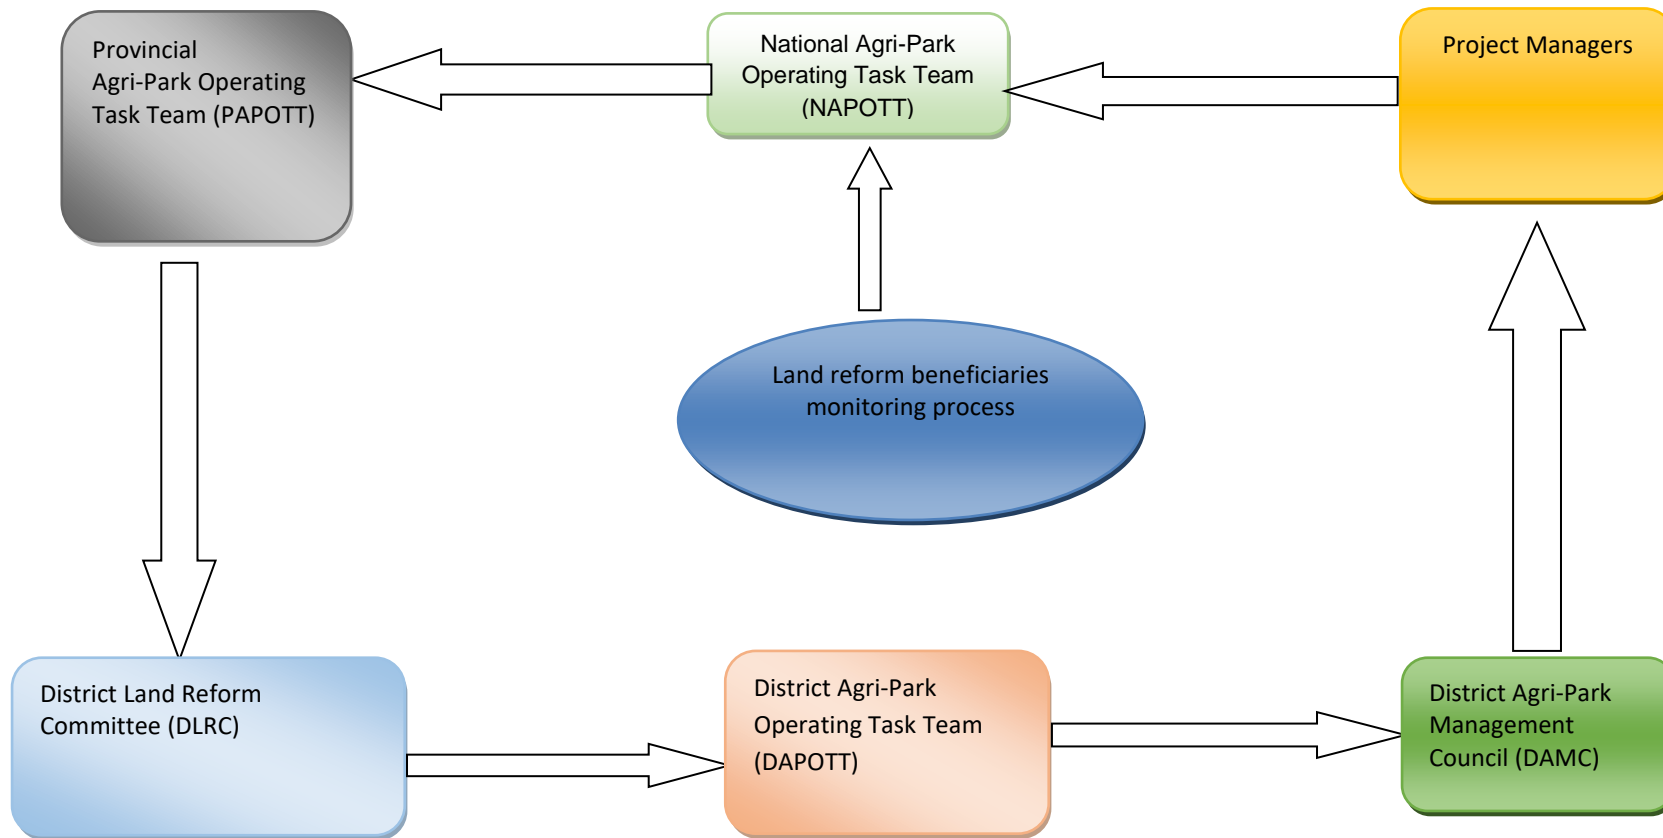 Provincial
Agri-Park Operating
Task Team (PAPOTT)
National Agri-Park
Operating Task Team
(NAPOTT)
Project Managers
Land reform beneficiaries
monitoring process
District Land Reform
Committee (DLRC)
District Agri-Park
Operating Task Team
(DAPOTT)
District Agri-Park
Management
Council (DAMC)